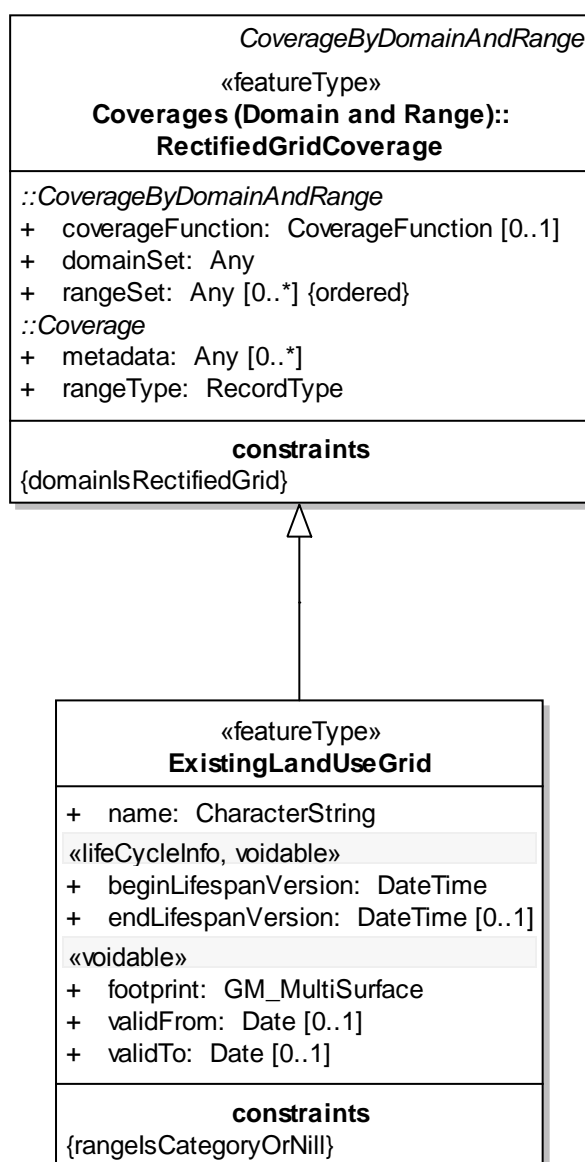 CoverageByDomainAndRange
«featureType»
Coverages (Domain and Range)::
RectifiedGridCoverage
::CoverageByDomainAndRange
+ coverageFunction: CoverageFunction [0..1]
+ domainSet: Any
+ rangeSet: Any [0..*] {ordered}
::Coverage
+ metadata: Any [0..*]
+ rangeType: RecordType
constraints
{domainIsRectifiedGrid}
«featureType»
ExistingLandUseGrid
+ name: CharacterString
«lifeCycleInfo, voidable»
+ beginLifespanVersion: DateTime
+ endLifespanVersion: DateTime [0..1]
«voidable»
+ footprint: GM_MultiSurface
+ validFrom: Date [0..1]
+ validTo: Date [0..1]
constraints
{rangeIsCategoryOrNill}